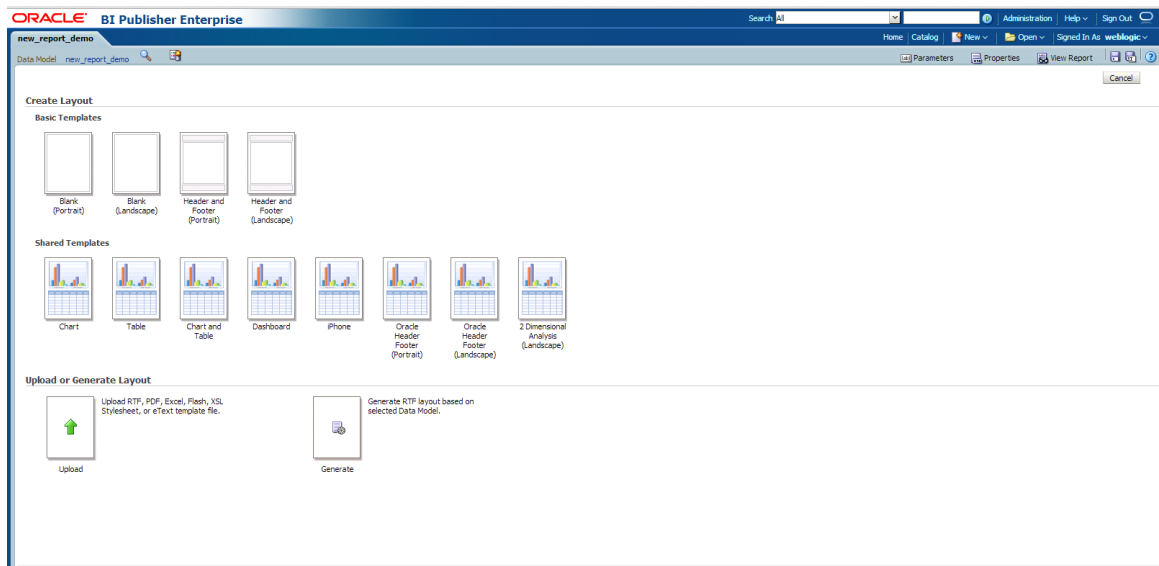 ORACLE BI Publisher Enterprise
Search All
Administration Help Sign Out
new_report_demo
Home Catalog New Open Signed In As weblogic
Data Model new_report_demo
Parameters Properties View Report
Cancel
Create Layout
Basic Templates
Blank
(Portrait)
Blank
(Landscape)
Header and
Footer
(Portrait)
Header and
Footer
(Landscape)
Shared Templates
Chart
Table
Chart and
Table
Dashboard
iPhone
Oracle
Header
Footer
(Portrait)
Oracle
Header
Footer
(Landscape)
2 Dimensional
Analysis
(Landscape)
Upload or Generate Layout
Upload RTF, PDF, Excel, Flash, XSL
Stylesheet, or eText template file.
Upload
Generate RTF layout based on
selected Data Model.
Generate